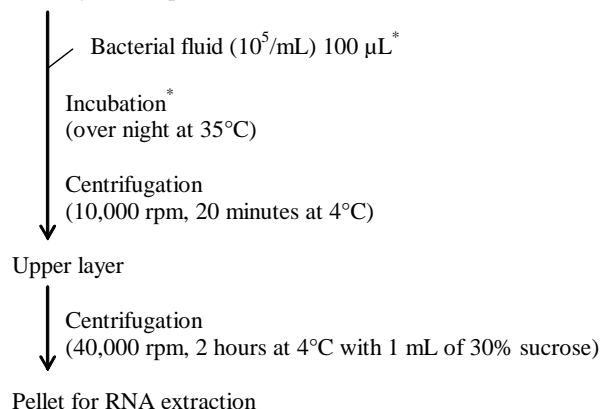 Bacterial fluid (10⁵/mL) 100 µL*
Incubation*
(over night at 35°C)
Centrifugation
(10,000 rpm, 20 minutes at 4°C)
Upper layer
Centrifugation
(40,000 rpm, 2 hours at 4°C with 1 mL of 30% sucrose)
Pellet for RNA extraction